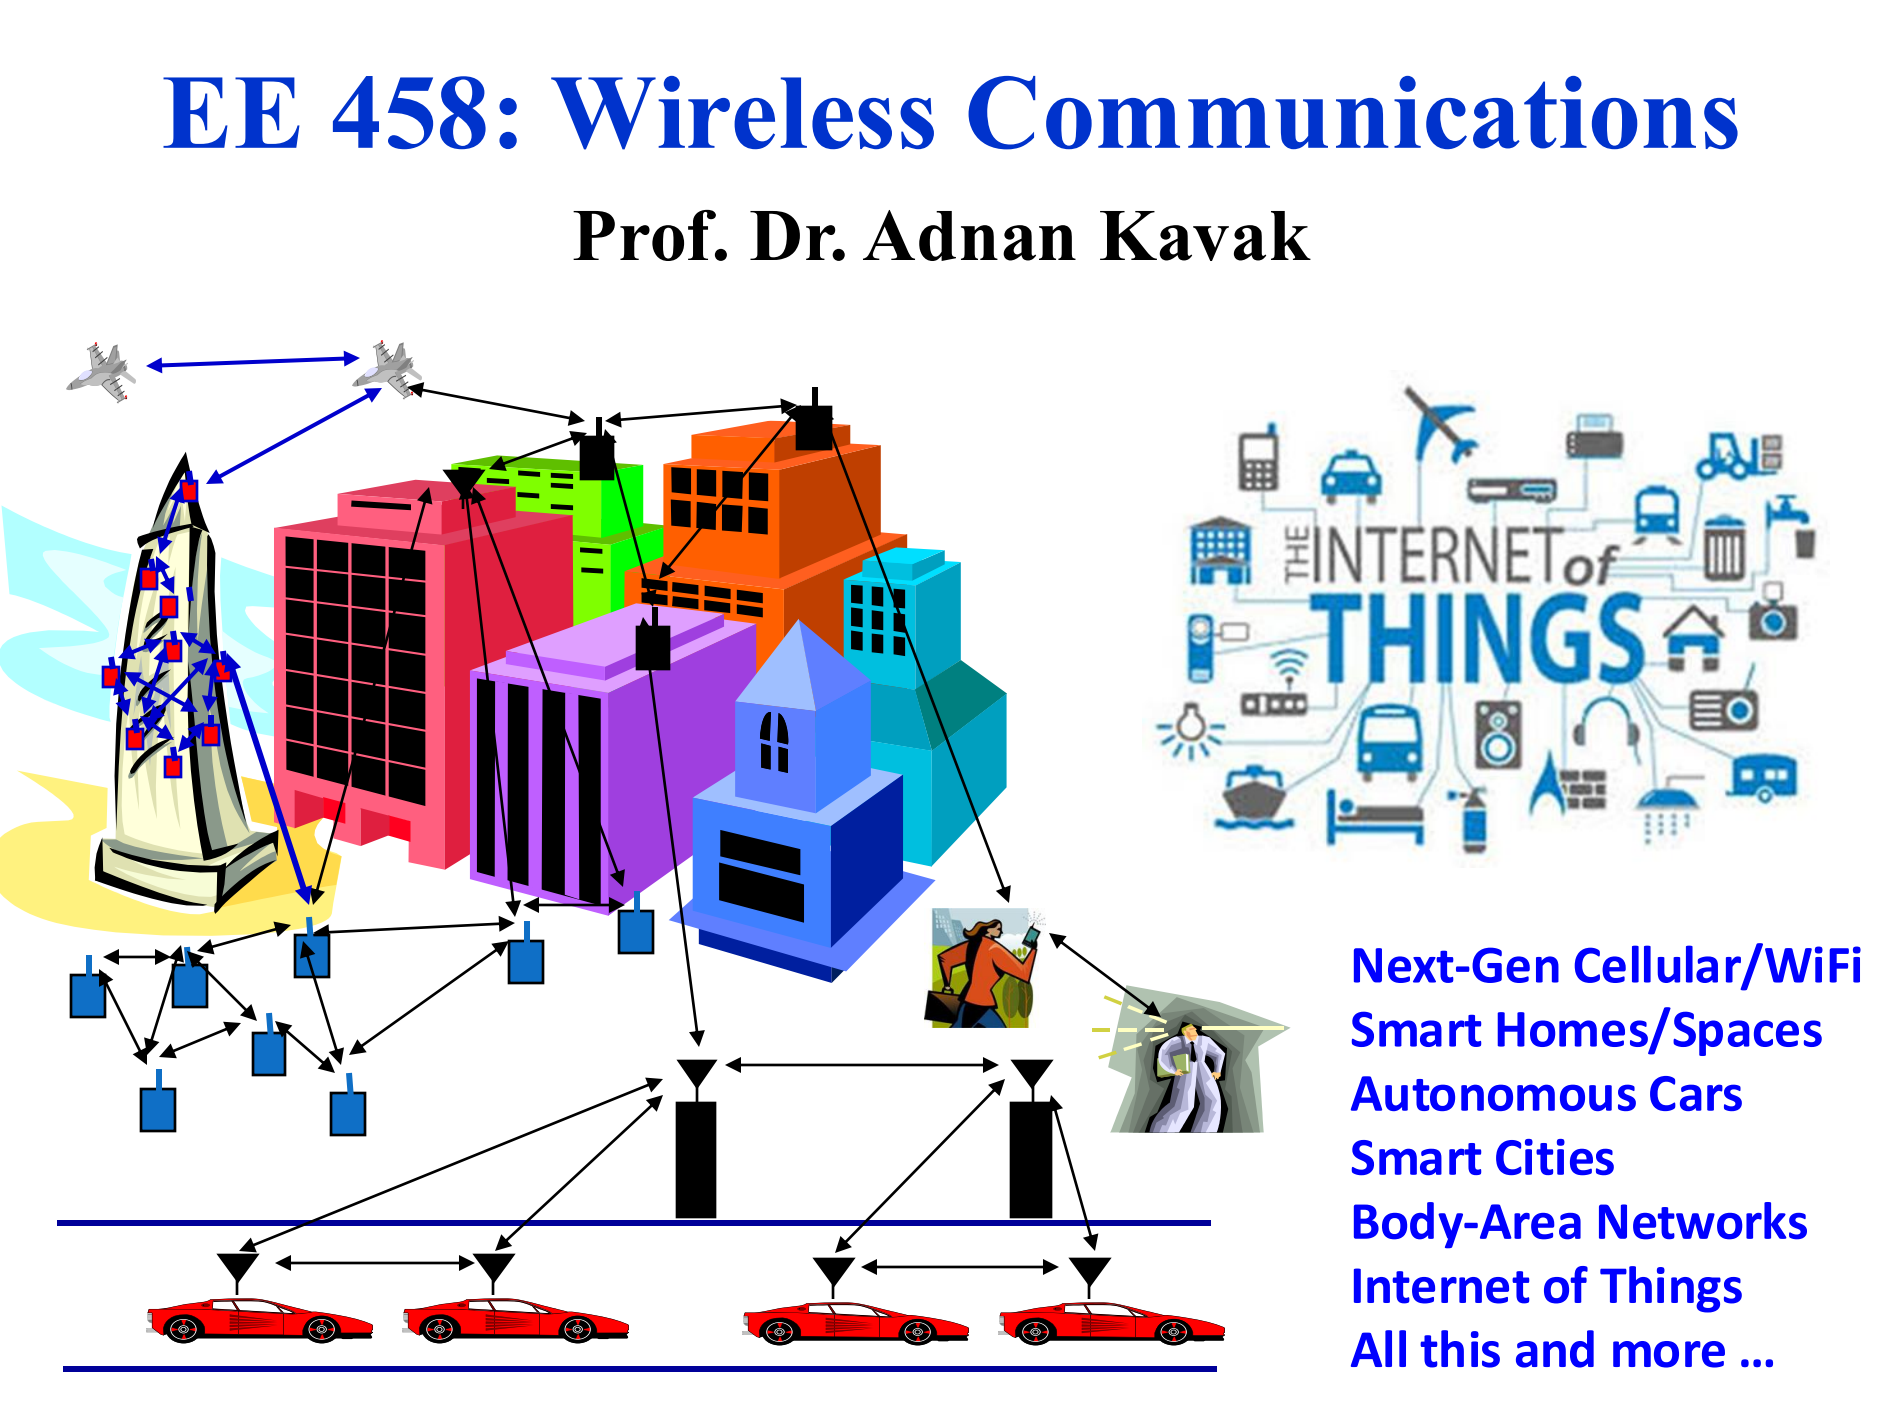 EE 458: Wireless Communications
Prof. Dr. Adnan Kavak
THE INTERNET of
THINGS
Next-Gen Cellular/WiFi
Smart Homes/Spaces
Autonomous Cars
Smart Cities
Body-Area Networks
Internet of Things
All this and more ...